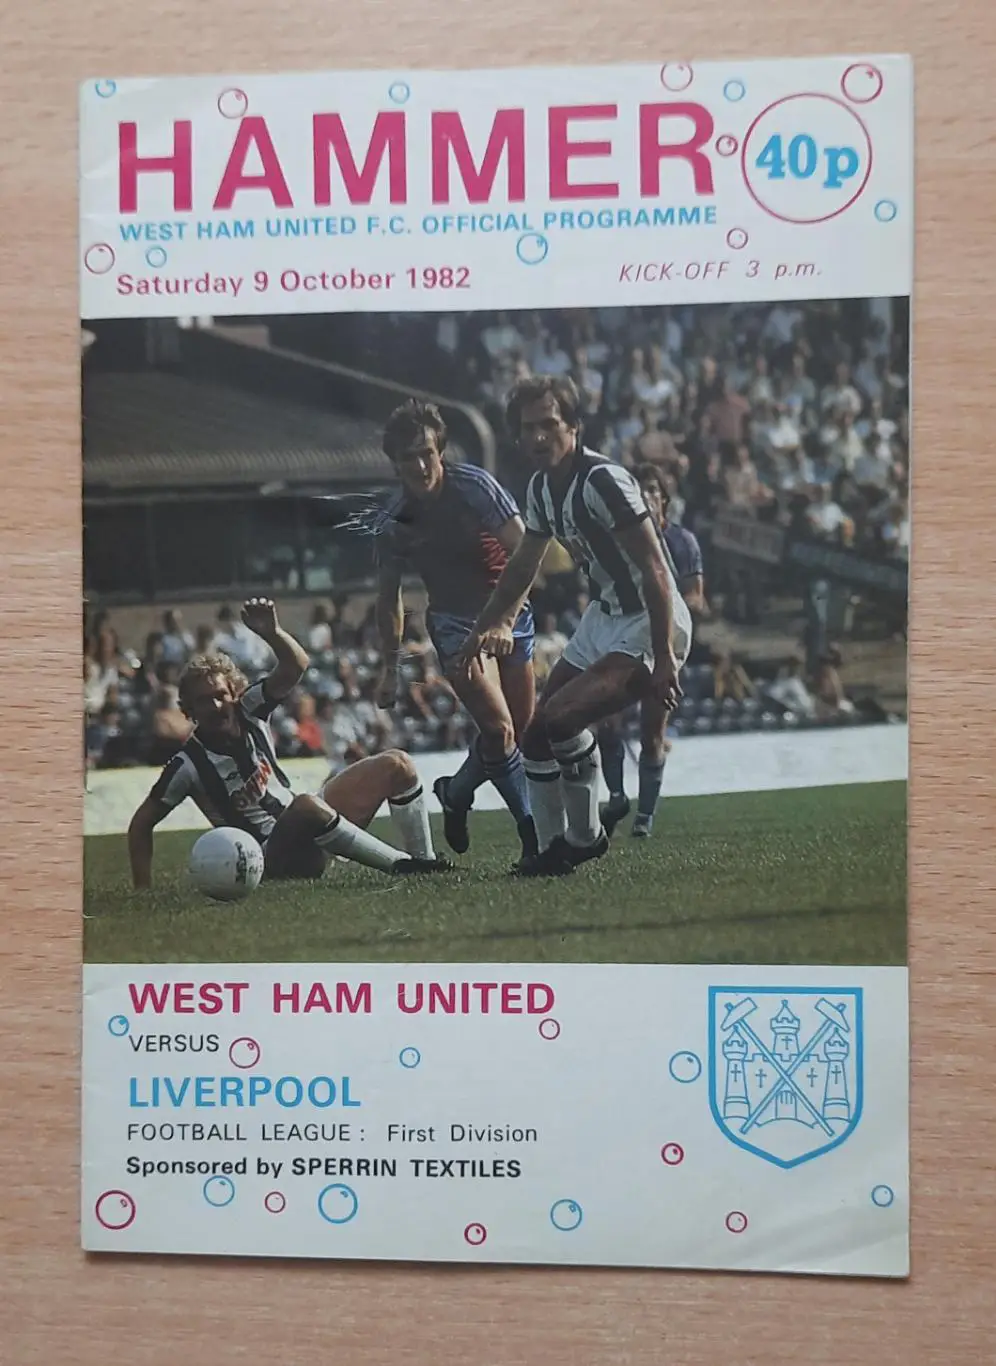 HAMMER
40p
WEST HAM UNITED F.C. OFFICIAL PROGRAMME
Saturday 9 October 1982
KICK-OFF 3 p.m.
WEST HAM UNITED
VERSUS
LIVERPOOL
FOOTBALL LEAGUE: First Division
Sponsored by SPERRIN TEXTILES